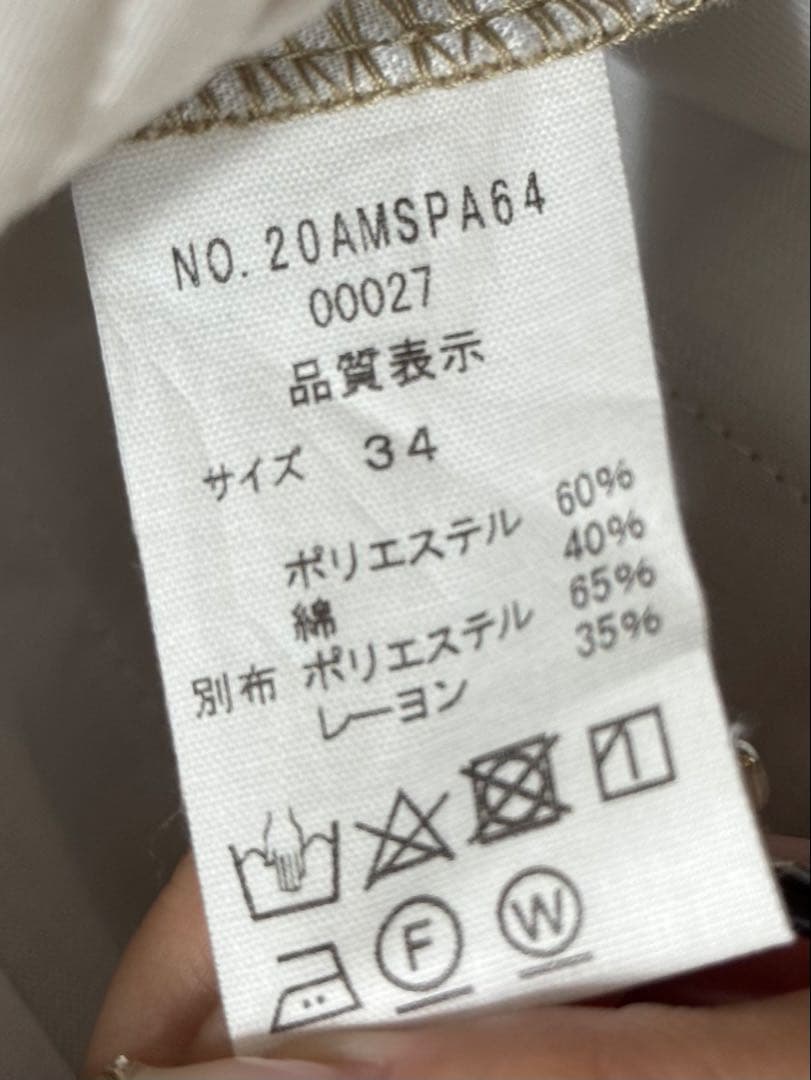 NO.20AMSPA64
00027
品質表示
サイズ 34
ポリエステル 60%
綿 40%
別布 ポリエステル 65%
レーヨン 35%
F W